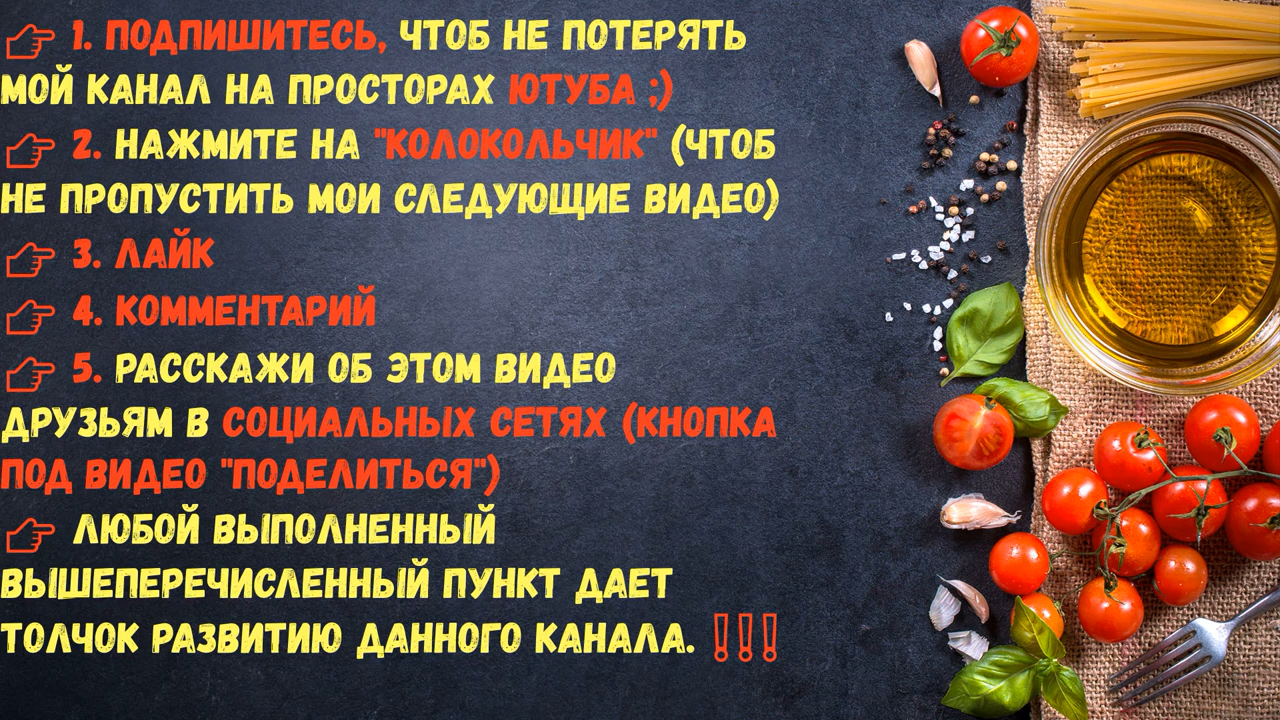 👉 1. ПОДПИШИТЕСЬ, ЧТОБ НЕ ПОТЕРЯТЬ
МОЙ КАНАЛ НА ПРОСТОРАХ ЮТУБА ;)
👉 2. НАЖМИТЕ НА "КОЛОКОЛЬЧИК" (ЧТОБ
НЕ ПРОПУСТИТЬ МОИ СЛЕДУЮЩИЕ ВИДЕО)
👉 3. ЛАЙК
👉 4. КОММЕНТАРИЙ
👉 5. РАССКАЖИ ОБ ЭТОМ ВИДЕО
ДРУЗЬЯМ В СОЦИАЛЬНЫХ СЕТЯХ (КНОПКА
ПОД ВИДЕО "ПОДЕЛИТЬСЯ")
👉 ЛЮБОЙ ВЫПОЛНЕННЫЙ
ВЫШЕПЕРЕЧИСЛЕННЫЙ ПУНКТ ДАЕТ
ТОЛЧОК РАЗВИТИЮ ДАННОГО КАНАЛА. !!!